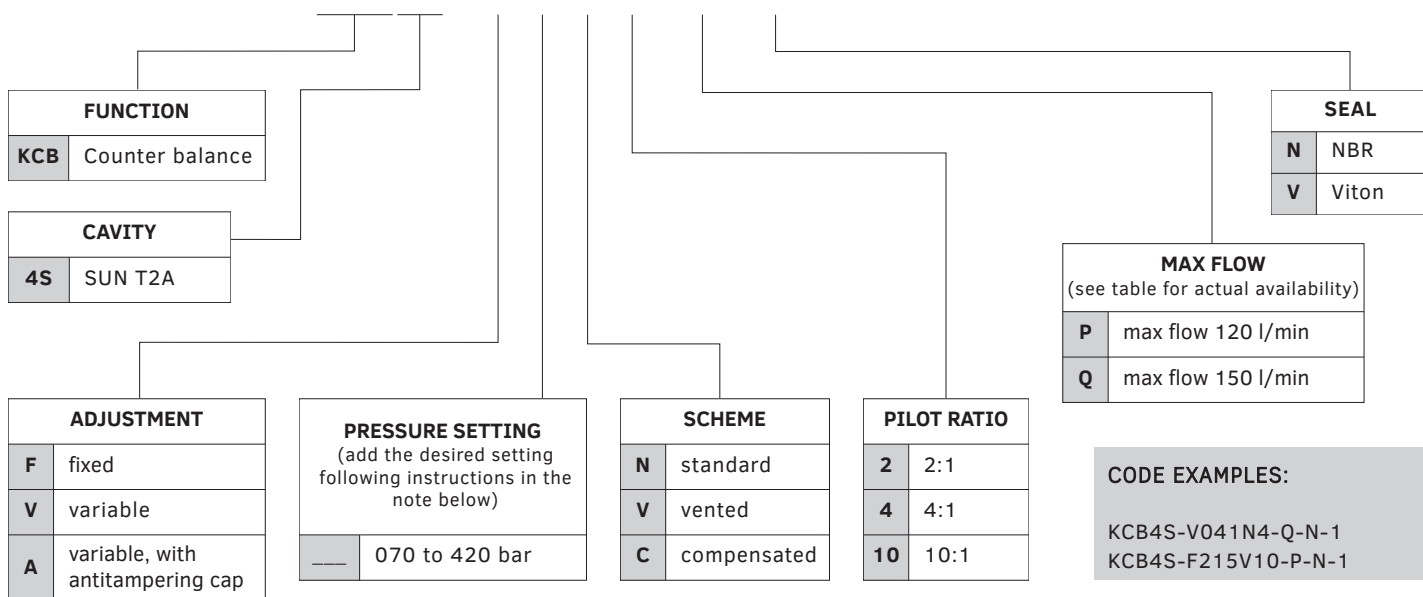 FUNCTION
KCB Counter balance
CAVITY
4S SUN T2A
ADJUSTMENT
F fixed
V variable
A variable, with
antitampering cap
PRESSURE SETTING
(add the desired setting
following instructions in the
note below)
___ 070 to 420 bar
SCHEME
N standard
V vented
C compensated
PILOT RATIO
2 2:1
4 4:1
10 10:1
MAX FLOW
(see table for actual availability)
P max flow 120 l/min
Q max flow 150 l/min
SEAL
N NBR
V Viton
CODE EXAMPLES:
KCB4S-V041N4-Q-N-1
KCB4S-F215V10-P-N-1